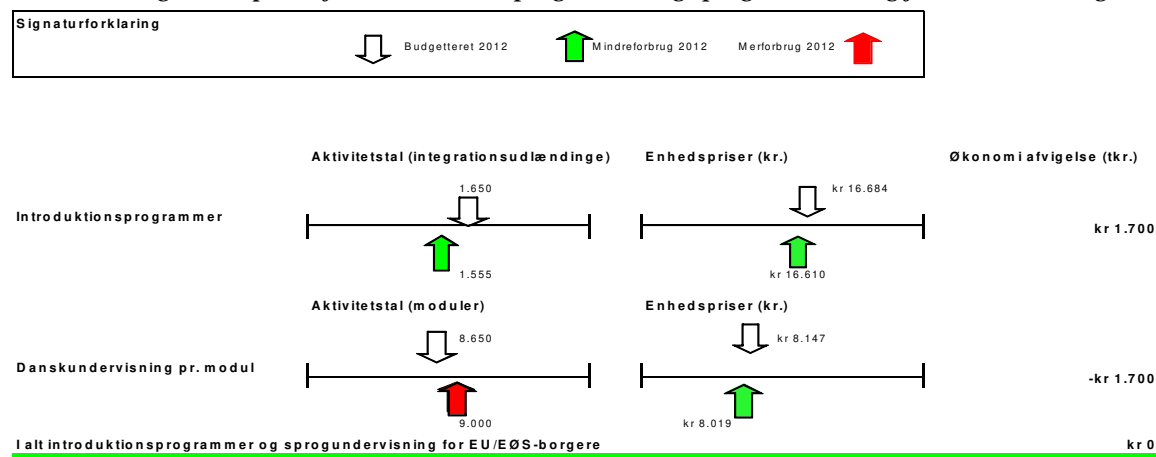 Signaturforklaring
Budgetteret 2012 Mindreforbrug 2012 Merforbrug 2012
Aktivitetstal (integrationsudlændinge) Enhedspriser (kr.) Økonomiafvigelse (tkr.)
1.650 kr 16.684
Introduktionsprogrammer
kr 1.700
1.555 kr 16.610
Aktivitetstal (moduler) Enhedspriser (kr.)
8.650 kr 8.147
Danskundervisning pr. modul
-kr 1.700
9.000 kr 8.019
I alt introduktionsprogrammer og sprogundervisning for EU/EØS-borgere kr 0